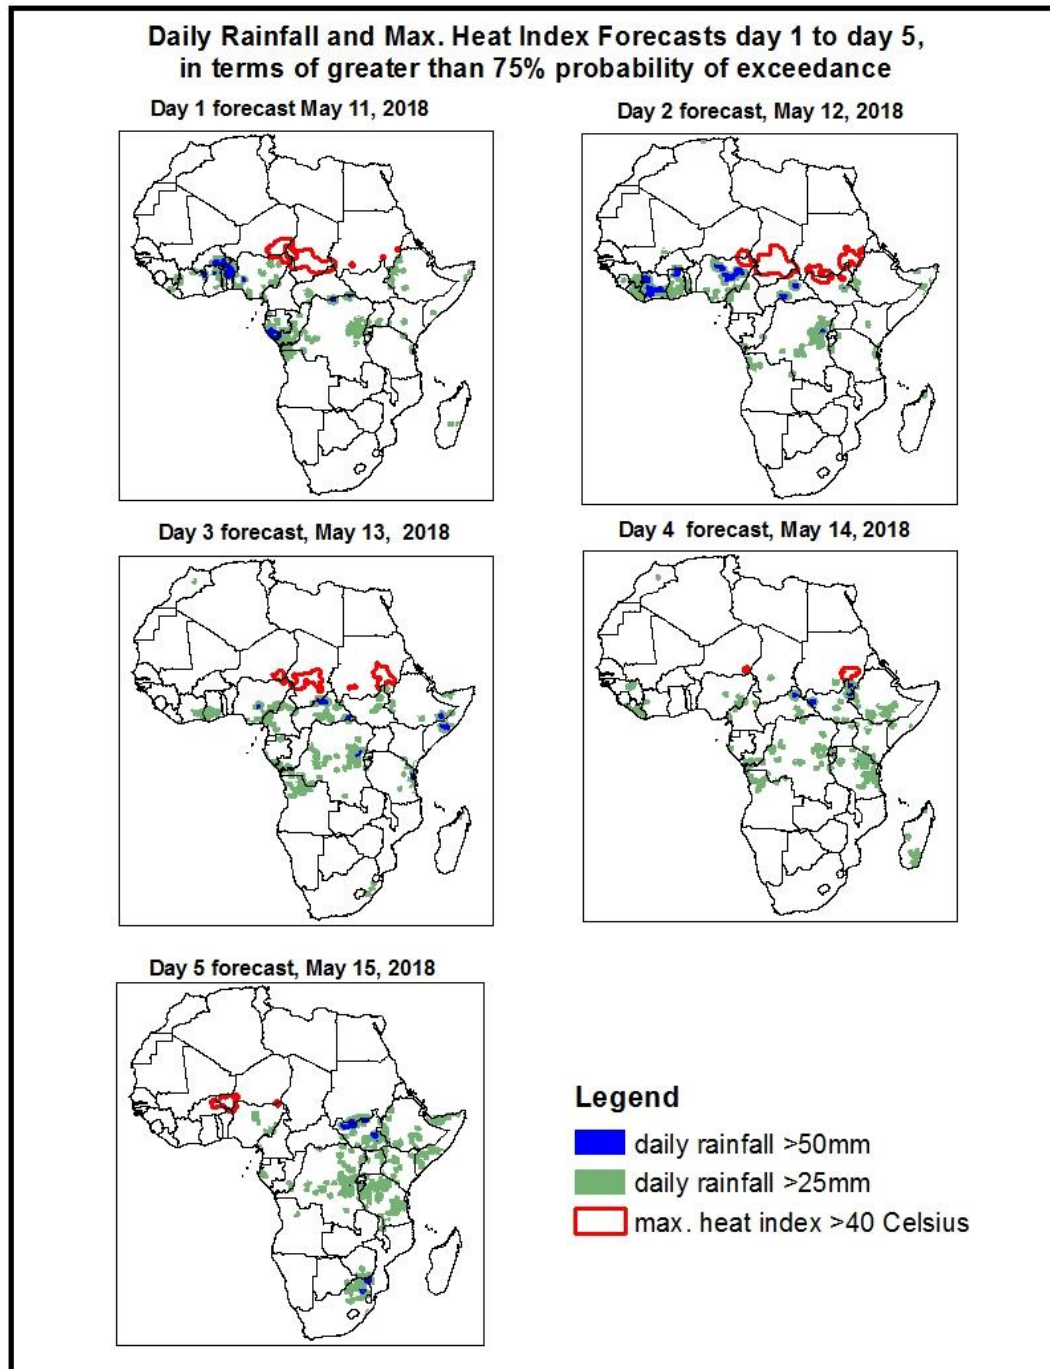 Daily Rainfall and Max. Heat Index Forecasts day 1 to day 5,
in terms of greater than 75% probability of exceedance
Day 1 forecast May 11, 2018
Day 2 forecast, May 12, 2018
Day 3 forecast, May 13, 2018
Day 4 forecast, May 14, 2018
Day 5 forecast, May 15, 2018
Legend
daily rainfall >50mm
daily rainfall >25mm
max. heat index >40 Celsius